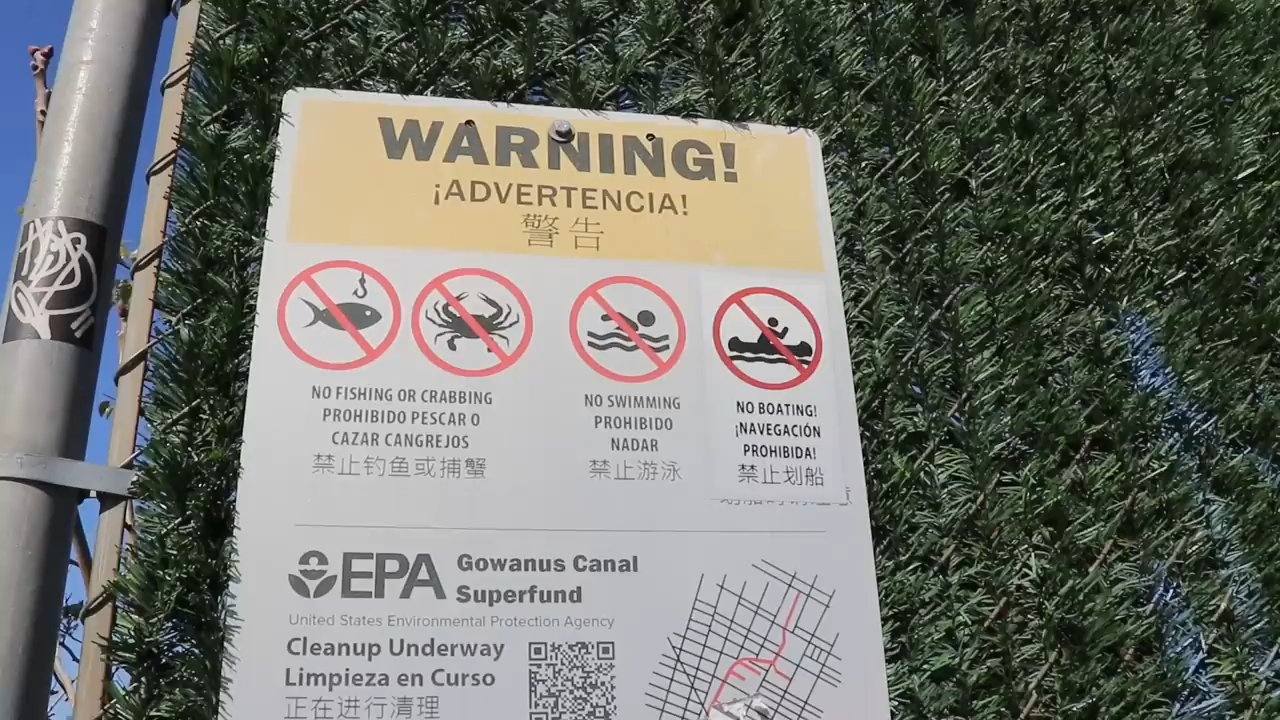 WARNING!
¡ADVERTENCIA!
警告
NO FISHING OR CRABBING
PROHIBIDO PESCAR O
CAZAR CANGREJOS
禁止钓鱼或捕蟹
NO SWIMMING
PROHIBIDO
NADAR
禁止游泳
NO BOATING!
¡NAVEGACIÓN
PROHIBIDA!
禁止划船
EPA
Gowanus Canal
Superfund
United States Environmental Protection Agency
Cleanup Underway
Limpieza en Curso
正在进行清理